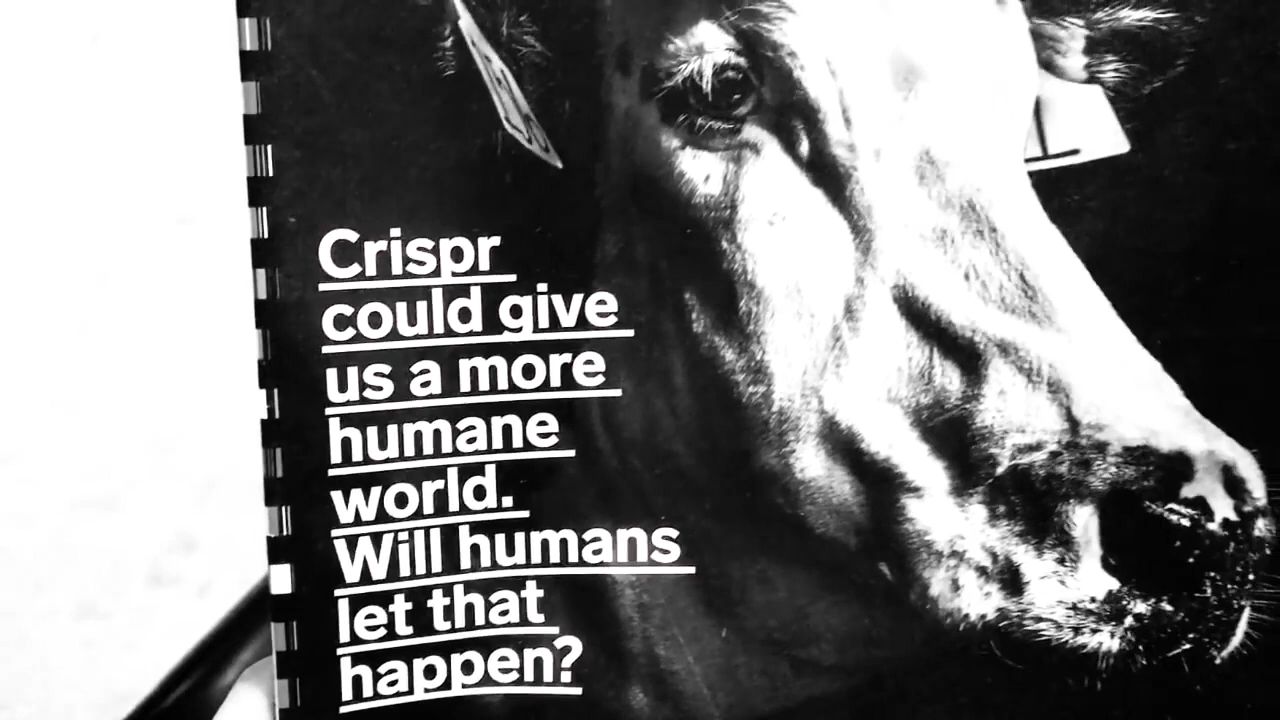 Crispr
could give
us a more
humane
world.
Will humans
let that
happen?